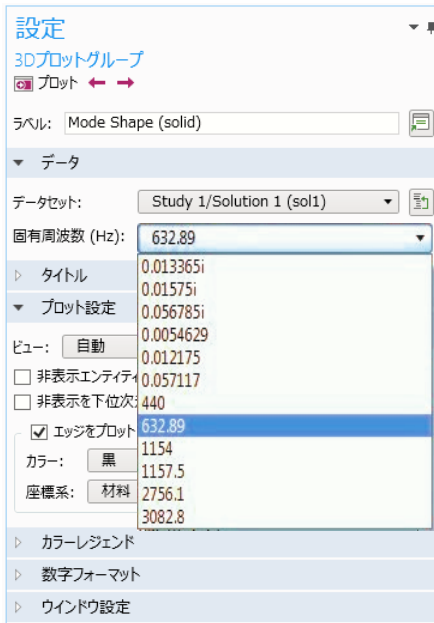 設定
3Dプロットグループ
プロット
ラベル: Mode Shape (solid)
データ
データセット: Study 1/Solution 1 (sol1)
固有周波数 (Hz): 632.89
0.013365i
タイトル
0.01575i
0.056785i
プロット設定
0.0054629
0.012175
ビュー: 自動
0.057117
非表示エンティティ
440
非表示を下位次
632.89
エッジをプロット
1154
カラー: 黒
1157.5
座標系: 材料
2756.1
3082.8
カラーレジェンド
数字フォーマット
ウインドウ設定